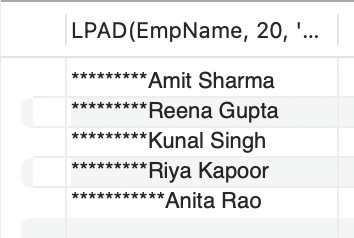 LPAD(EmpName, 20, '...
*********Amit Sharma
*********Reena Gupta
*********Kunal Singh
*********Riya Kapoor
***********Anita Rao